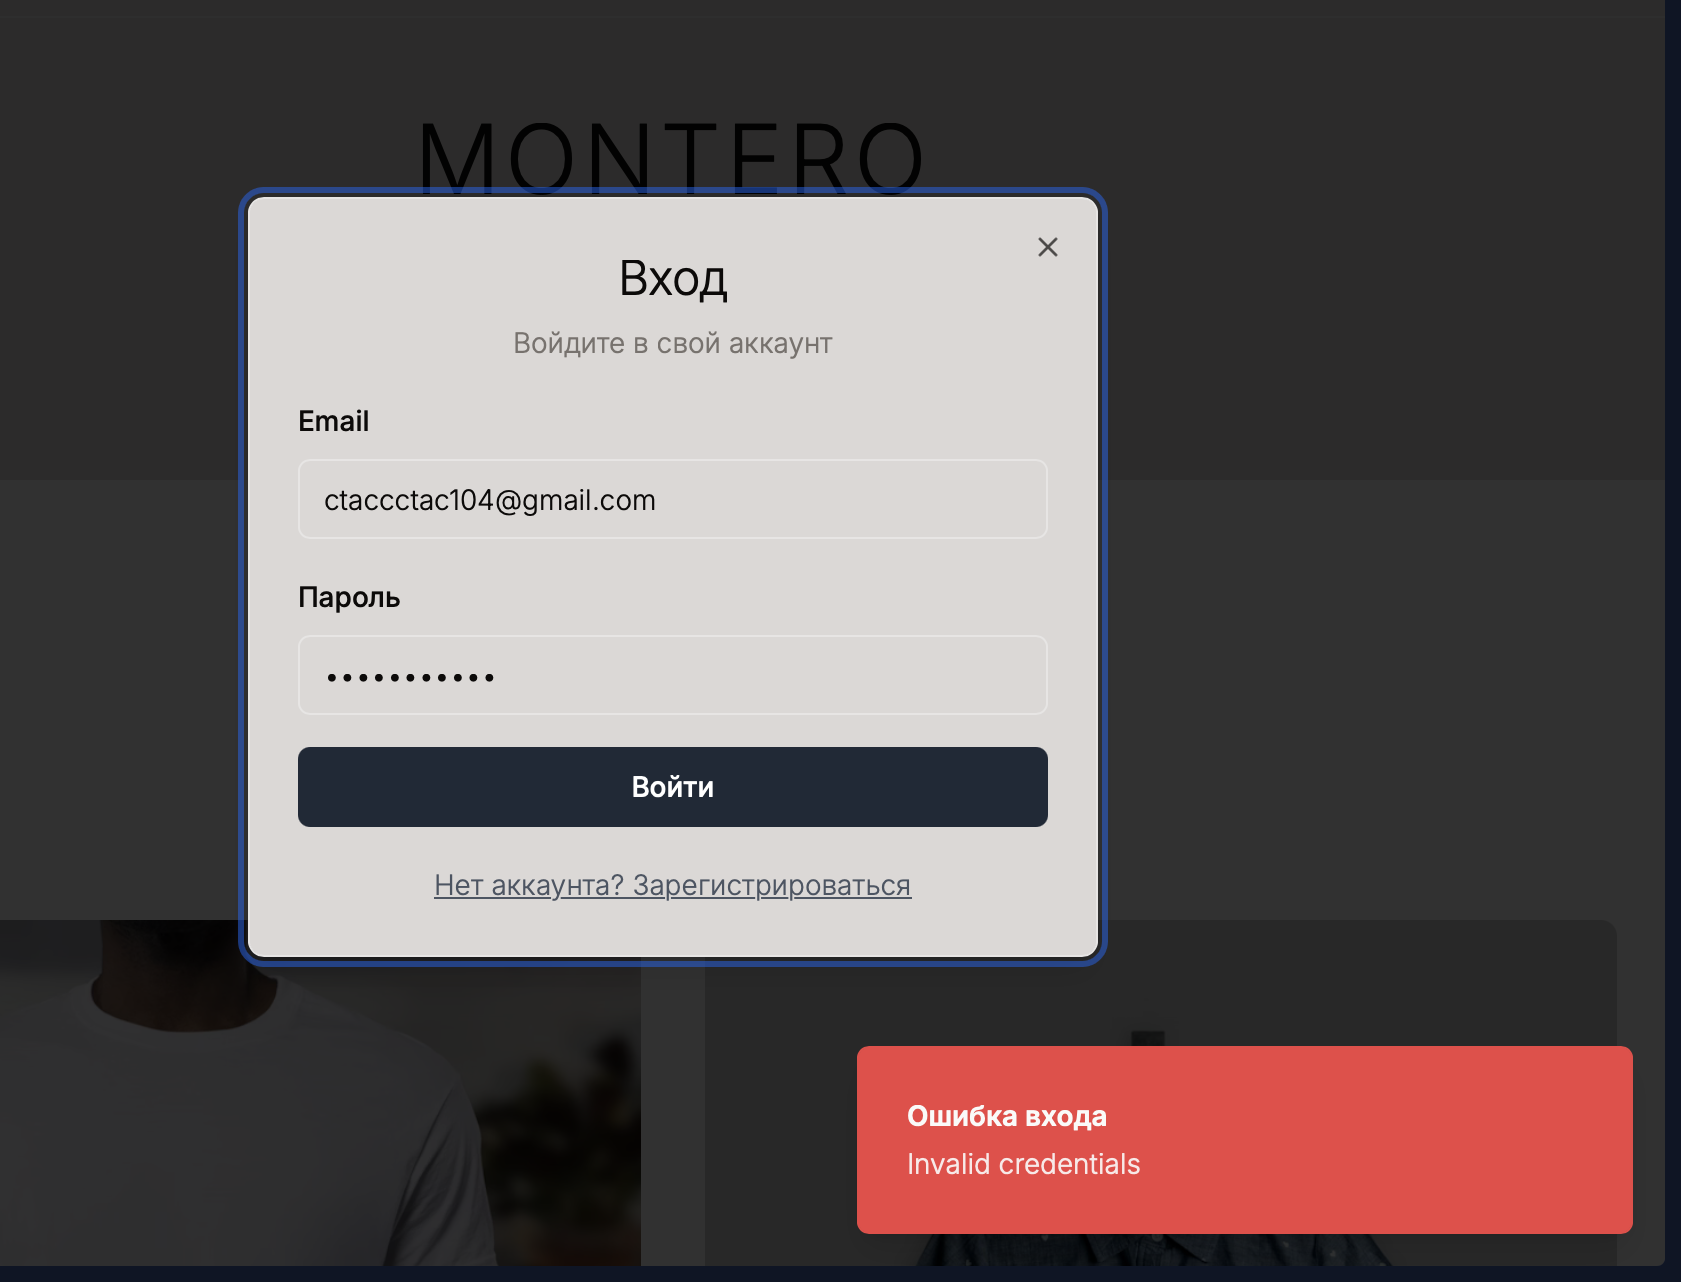 MONTERO
Вход
Войдите в свой аккаунт
Email
ctaccctac104@gmail.com
Пароль
•••••••••••
Войти
Нет аккаунта? Зарегистрироваться
Ошибка входа
Invalid credentials